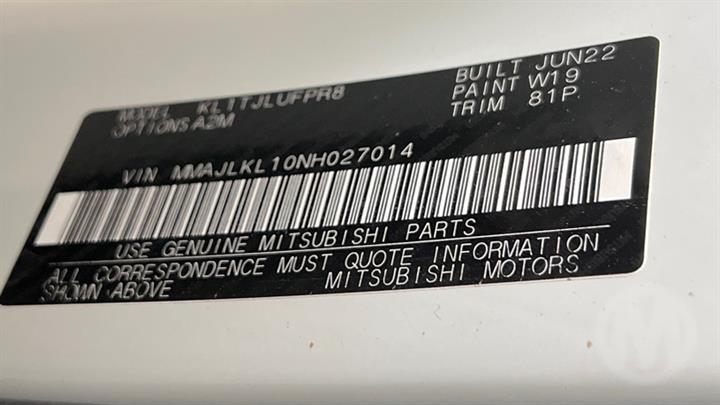 MODEL KL1TJLUFPR8
OPTIONS A2M
BUILT JUN22
PAINT W19
TRIM 81P
VIN MMAJLKL10NH027014
USE GENUINE MITSUBISHI PARTS
ALL CORRESPONDENCE MUST QUOTE INFORMATION
SHOWN ABOVE MITSUBISHI MOTORS
M